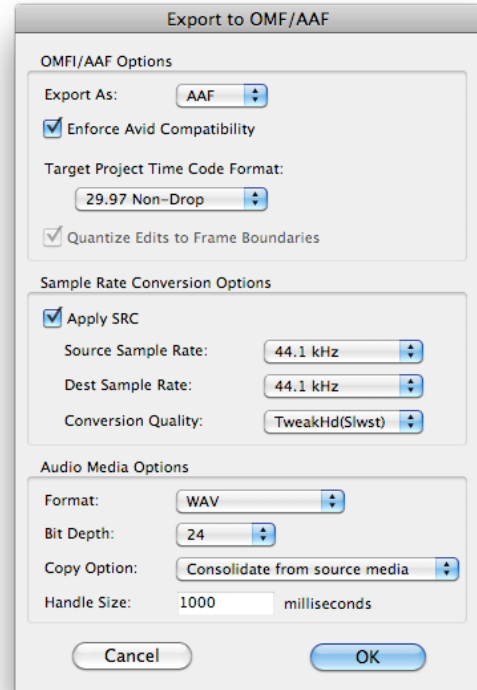 Export to OMF/AAF
OMFI/AAF Options
Export As: AAF
Enforce Avid Compatibility
Target Project Time Code Format:
29.97 Non-Drop
Quantize Edits to Frame Boundaries
Sample Rate Conversion Options
Apply SRC
Source Sample Rate: 44.1 kHz
Dest Sample Rate: 44.1 kHz
Conversion Quality: TweakHd(Slwst)
Audio Media Options
Format: WAV
Bit Depth: 24
Copy Option: Consolidate from source media
Handle Size: 1000 milliseconds
Cancel OK